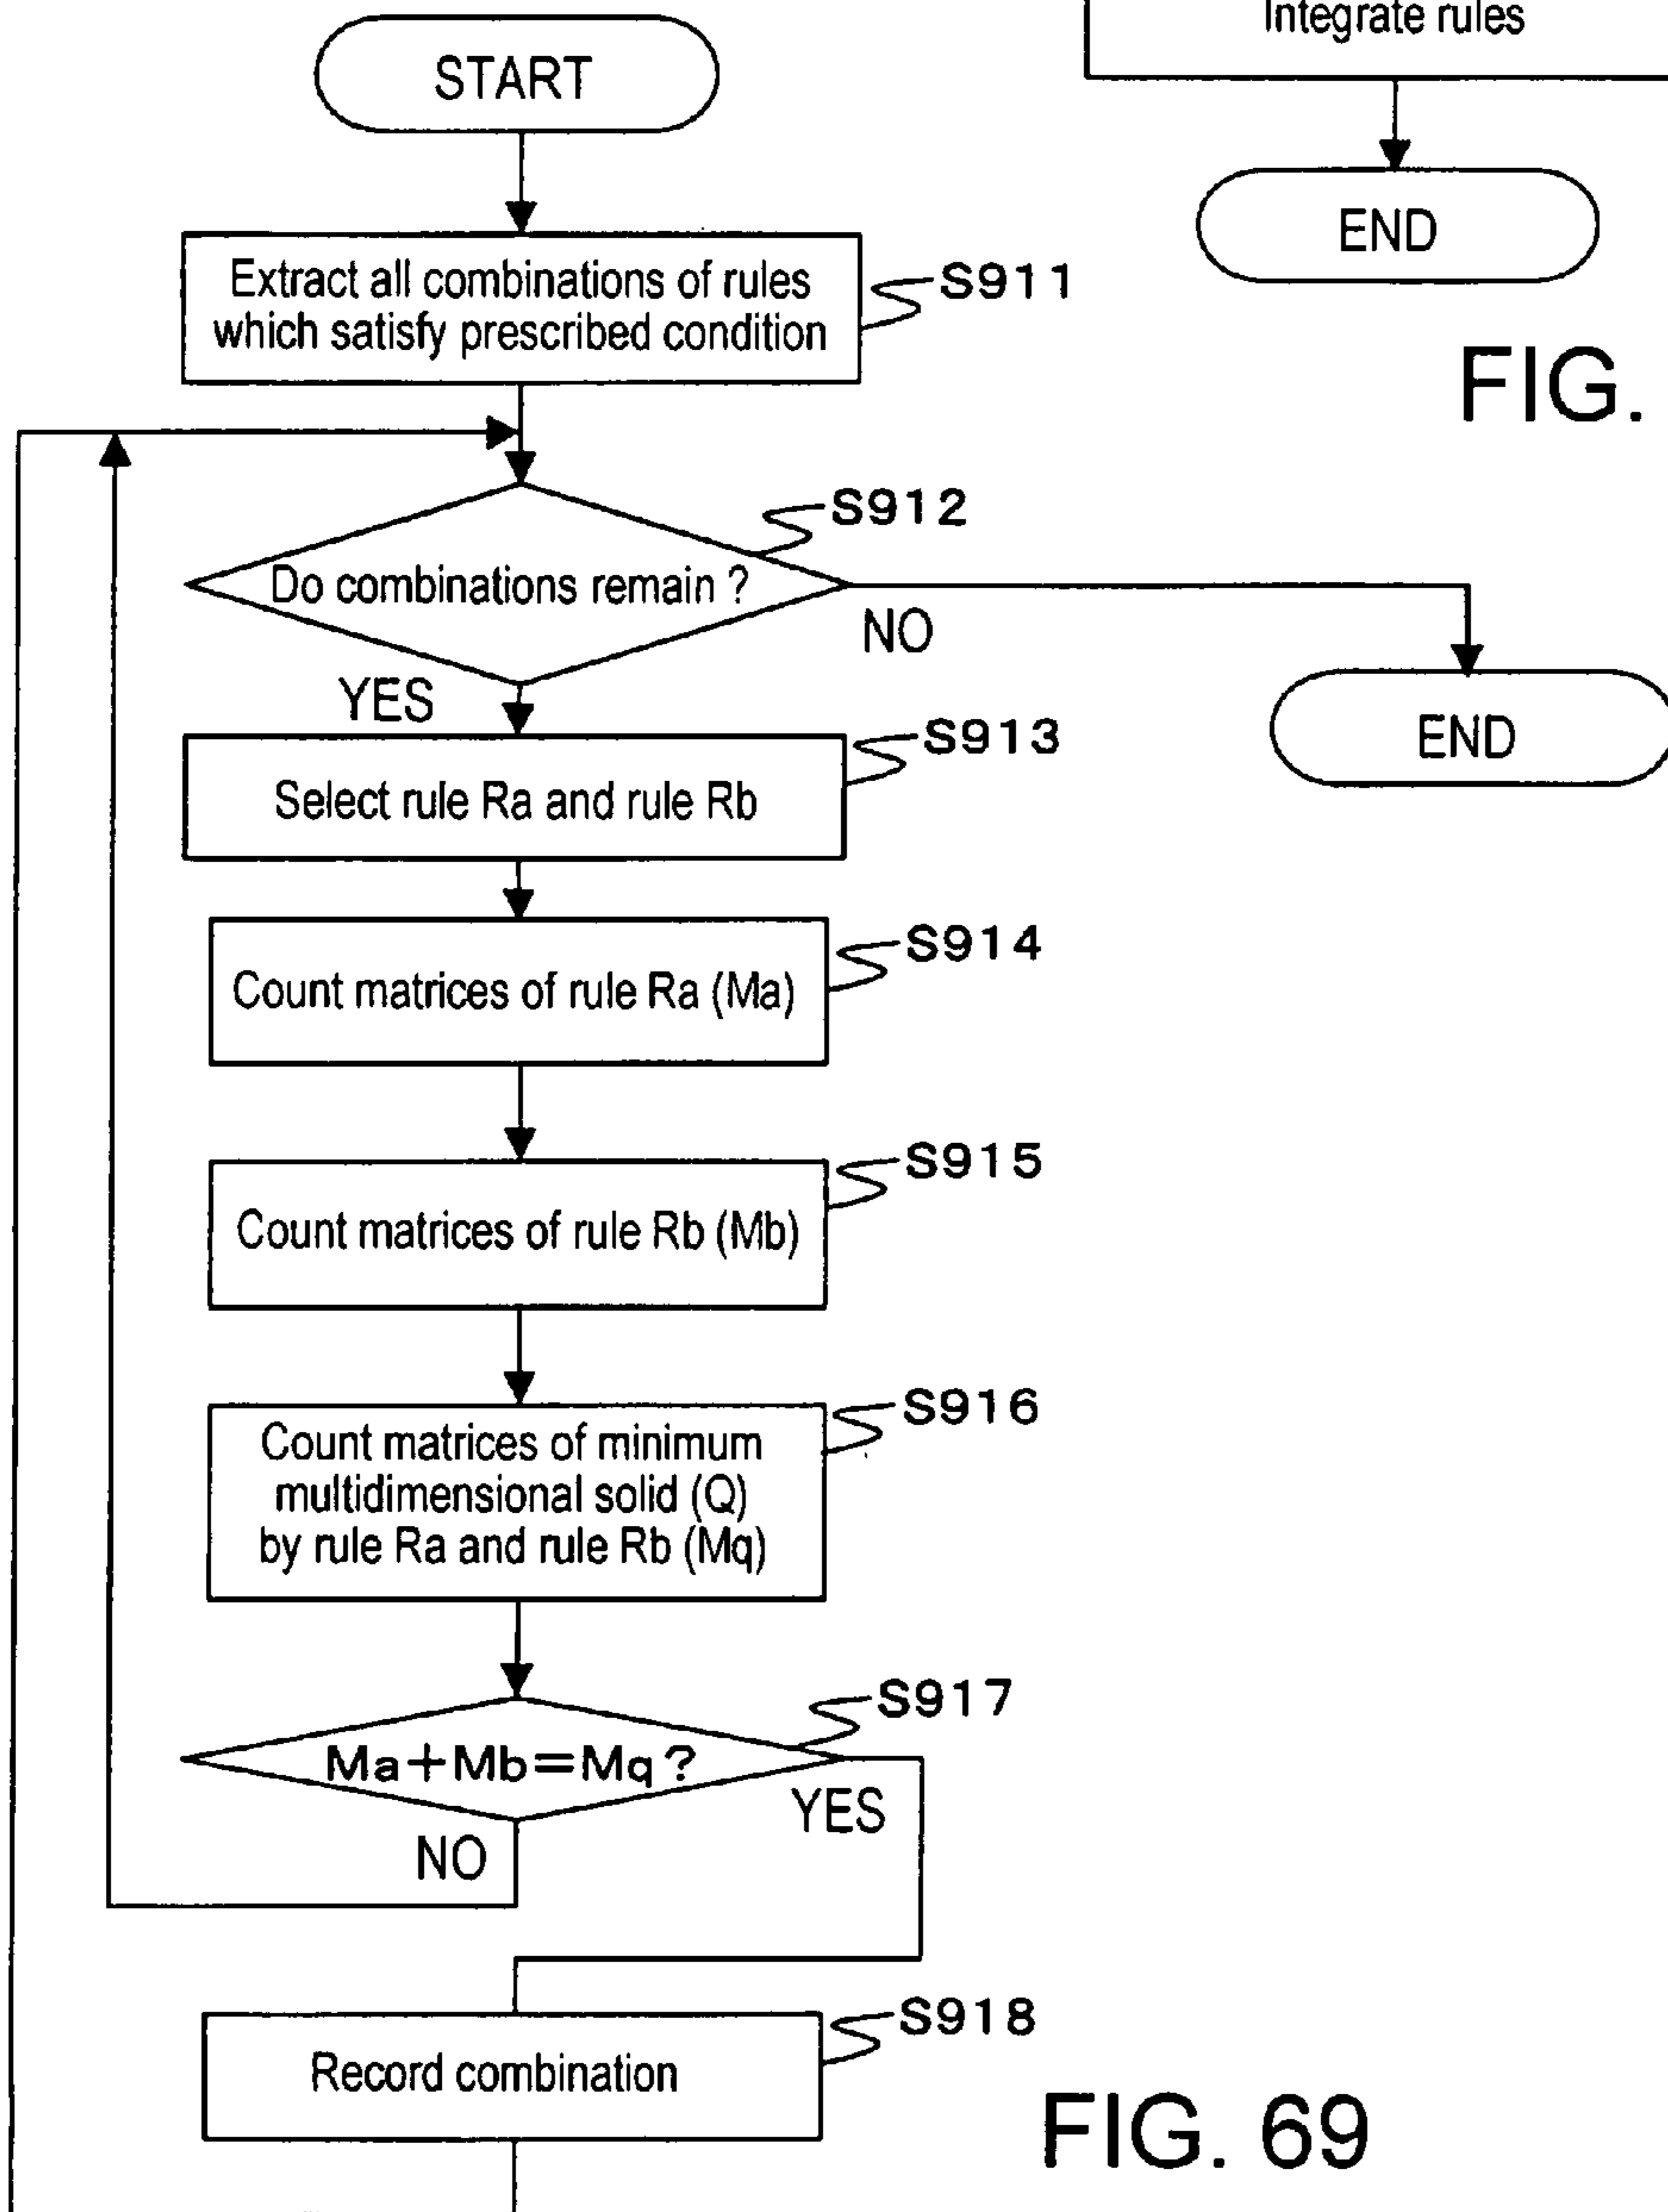 Integrate rules
END
FIG.
START
Extract all combinations of rules
which satisfy prescribed condition
S911
Do combinations remain ?
S912
NO
END
YES
Select rule Ra and rule Rb
S913
Count matrices of rule Ra (Ma)
S914
Count matrices of rule Rb (Mb)
S915
Count matrices of minimum
multidimensional solid (Q)
by rule Ra and rule Rb (Mq)
S916
Ma+Mb=Mq ?
S917
YES
NO
Record combination
S918
FIG. 69